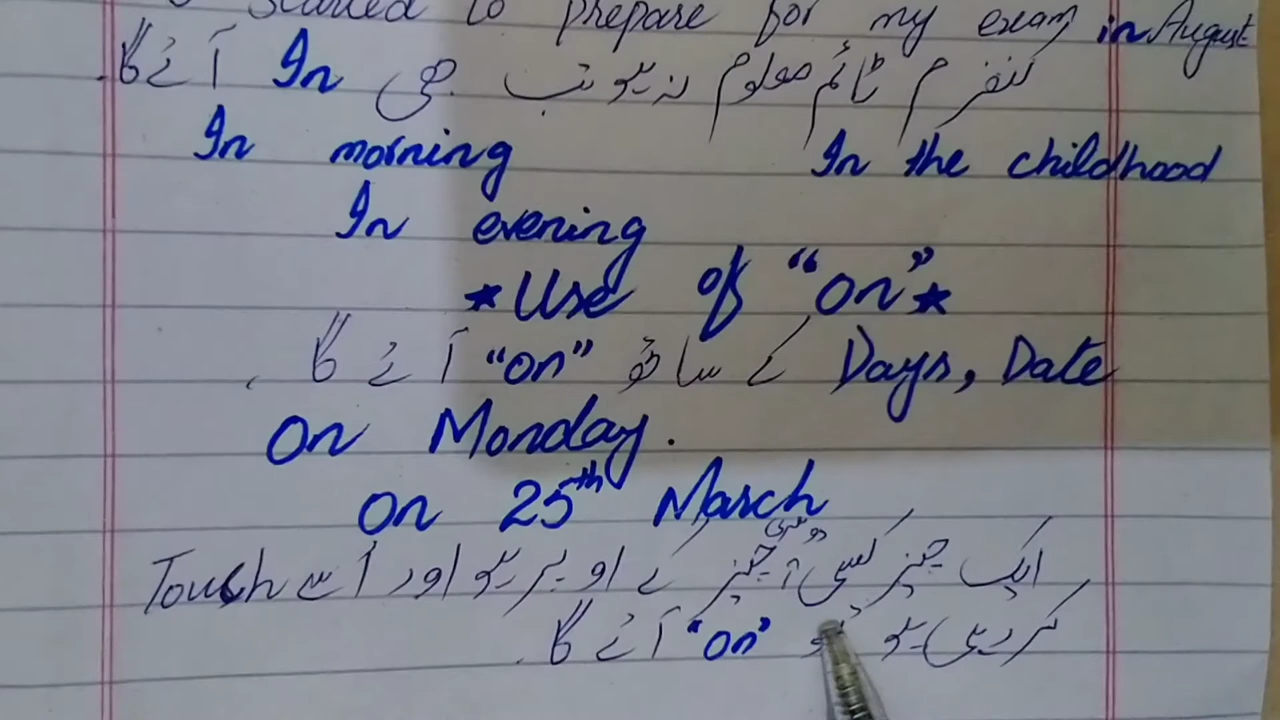 started to prepare for my exam in August
کنفرم ٹائم معلوم نہ ہو تب بھی In آئے گا۔
In morning In the childhood
In evening
★Use of “on”★
Days, Date کے ساتھ “on” آئے گا۔
On Monday.
On 25th March
ایک چیز کسی دوسری چیز کے اوپر ہو اور اُسے Touch
کر رہی ہو تو “on” آئے گا۔